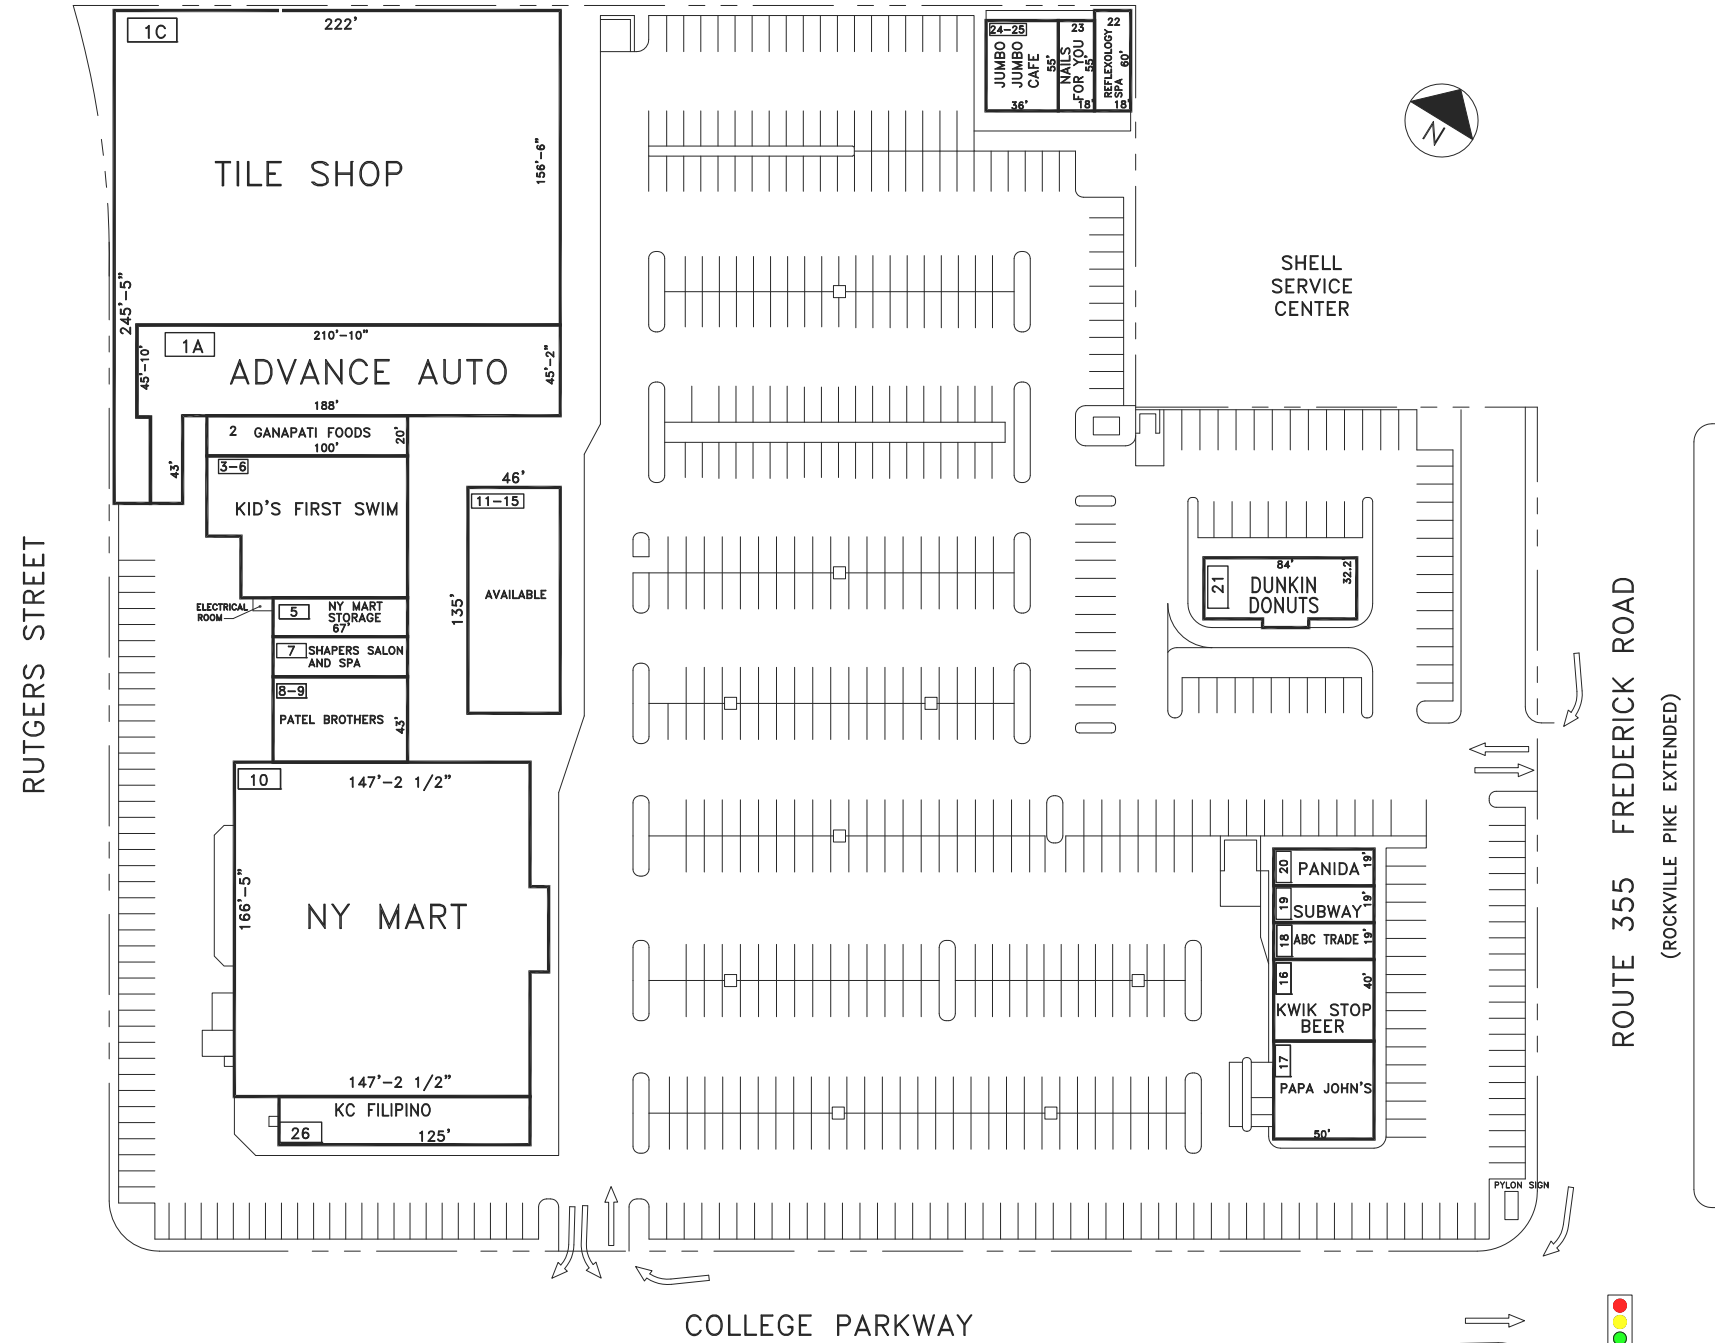 1C
222'
TILE SHOP
156'-6"
245'-5"
1A
210'-10"
ADVANCE AUTO
45'-10'
45'-2"
188'
2 GANAPATI FOODS
20'
100'
43'
3-6
KID'S FIRST SWIM
46'
11-15
AVAILABLE
135'
ELECTRICAL
ROOM
5
NY MART
STORAGE
67'
7
SHAPERS SALON
AND SPA
8-9
PATEL BROTHERS
43'
10
147'-2 1/2"
166'-5"
NY MART
147'-2 1/2"
KC FILIPINO
26
125'
24-25
JUMBO
JUMBO
CAFE
55'
36'
23
NAILS
FOR YOU
55'
18'
22
REFLEXOLOGY
SPA
60'
18'
N
SHELL
SERVICE
CENTER
21
84'
32.2'
DUNKIN
DONUTS
20
PANIDA
19'
19
SUBWAY
19'
18
ABC TRADE
19'
16
40'
KWIK STOP
BEER
17
PAPA JOHN'S
50'
PYLON SIGN
RUTGERS STREET
ROUTE 355 FREDERICK ROAD
(ROCKVILLE PIKE EXTENDED)
COLLEGE PARKWAY